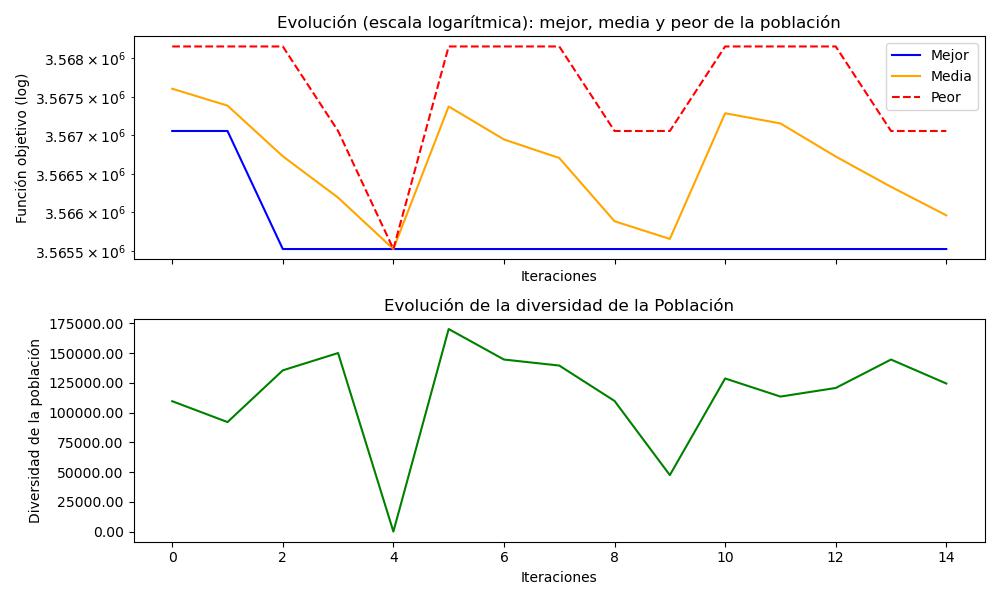 Evolución (escala logarítmica): mejor, media y peor de la población
Función objetivo (log)
3.568 × 10⁶
3.5675 × 10⁶
3.567 × 10⁶
3.5665 × 10⁶
3.566 × 10⁶
3.5655 × 10⁶
Mejor
Media
Peor
Iteraciones
Evolución de la diversidad de la Población
Diversidad de la población
175000.00
150000.00
125000.00
100000.00
75000.00
50000.00
25000.00
0.00
0 2 4 6 8 10 12 14
Iteraciones